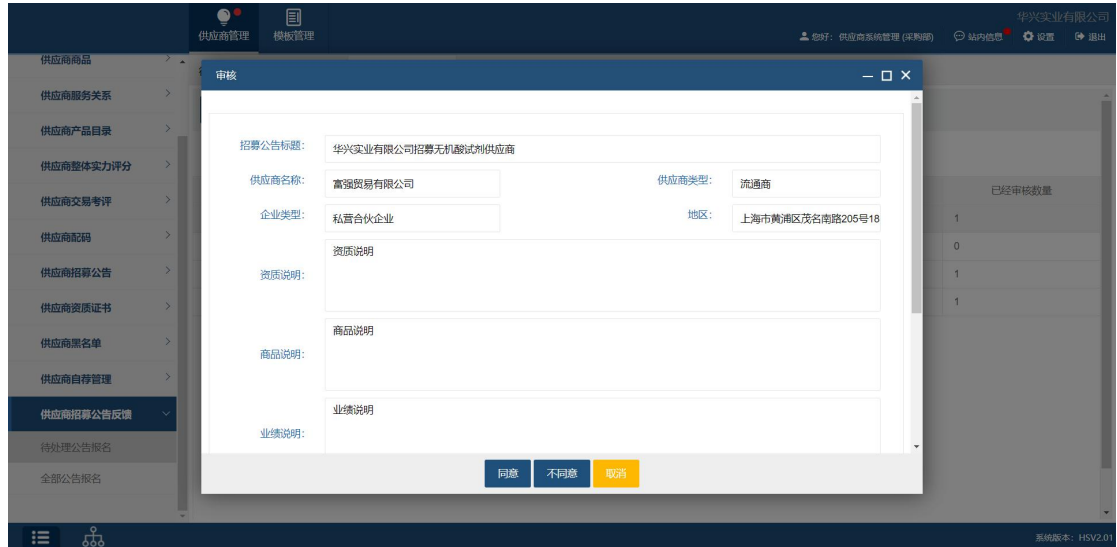 华兴实业有限公司
供应商管理
模板管理
您好：供应商系统管理 (采购部)
站内信息
设置
退出
供应商商品
供应商服务关系
供应商产品目录
供应商整体实力评分
供应商交易考评
供应商配码
供应商招募公告
供应商资质证书
供应商黑名单
供应商自荐管理
供应商招募公告反馈
待处理公告报名
全部公告报名
审核
招募公告标题：
华兴实业有限公司招募无机酸试剂供应商
供应商名称：
富强贸易有限公司
供应商类型：
流通商
企业类型：
私营合伙企业
地区：
上海市黄浦区茂名南路205号18
资质说明：
资质说明
商品说明：
商品说明
业绩说明：
业绩说明
同意
不同意
取消
已经审核数量
1
0
1
1
系统版本：HSV2.01